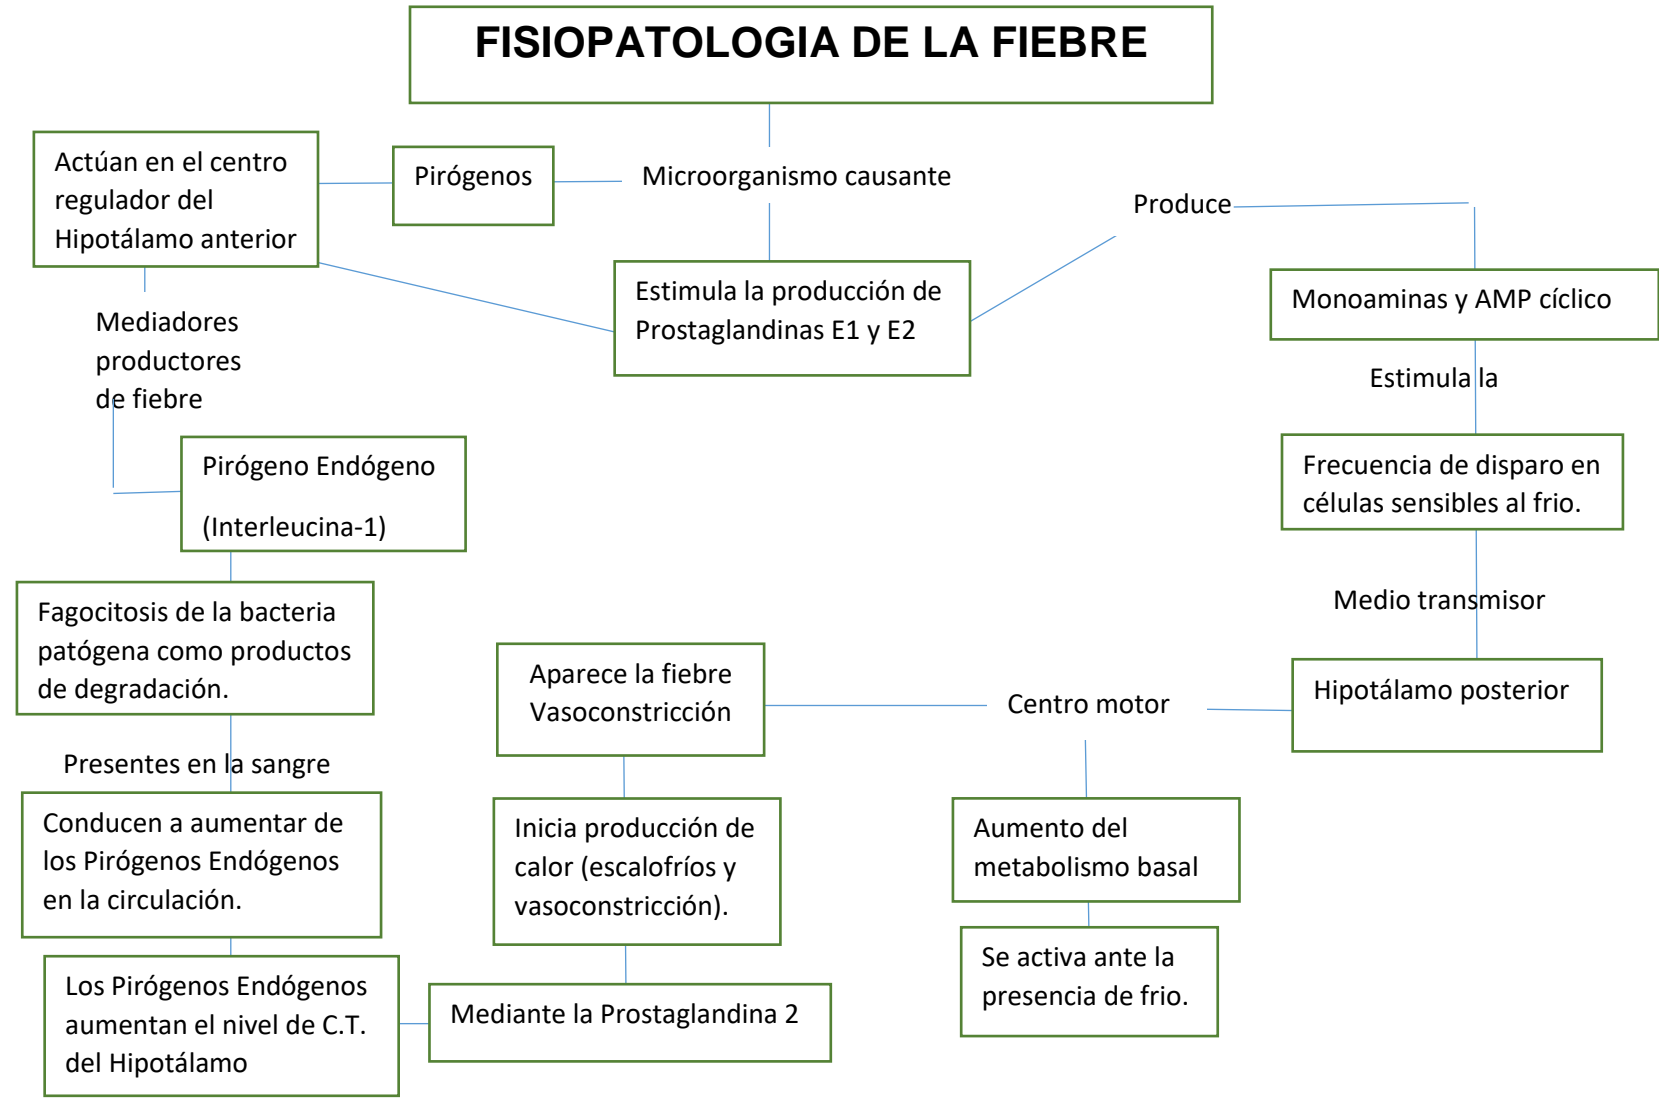 FISIOPATOLOGIA DE LA FIEBRE
Actúan en el centro
regulador del
Hipotálamo anterior
Pirógenos
Microorganismo causante
Produce
Estimula la producción de
Prostaglandinas E1 y E2
Monoaminas y AMP cíclico
Mediadores
productores
de fiebre
Estimula la
Pirógeno Endógeno
(Interleucina-1)
Frecuencia de disparo en
células sensibles al frio.
Fagocitosis de la bacteria
patógena como productos
de degradación.
Medio transmisor
Aparece la fiebre
Vasoconstricción
Centro motor
Hipotálamo posterior
Presentes en la sangre
Conducen a aumentar de
los Pirógenos Endógenos
en la circulación.
Inicia producción de
calor (escalofríos y
vasoconstricción).
Aumento del
metabolismo basal
Se activa ante la
presencia de frio.
Los Pirógenos Endógenos
aumentan el nivel de C.T.
del Hipotálamo
Mediante la Prostaglandina 2